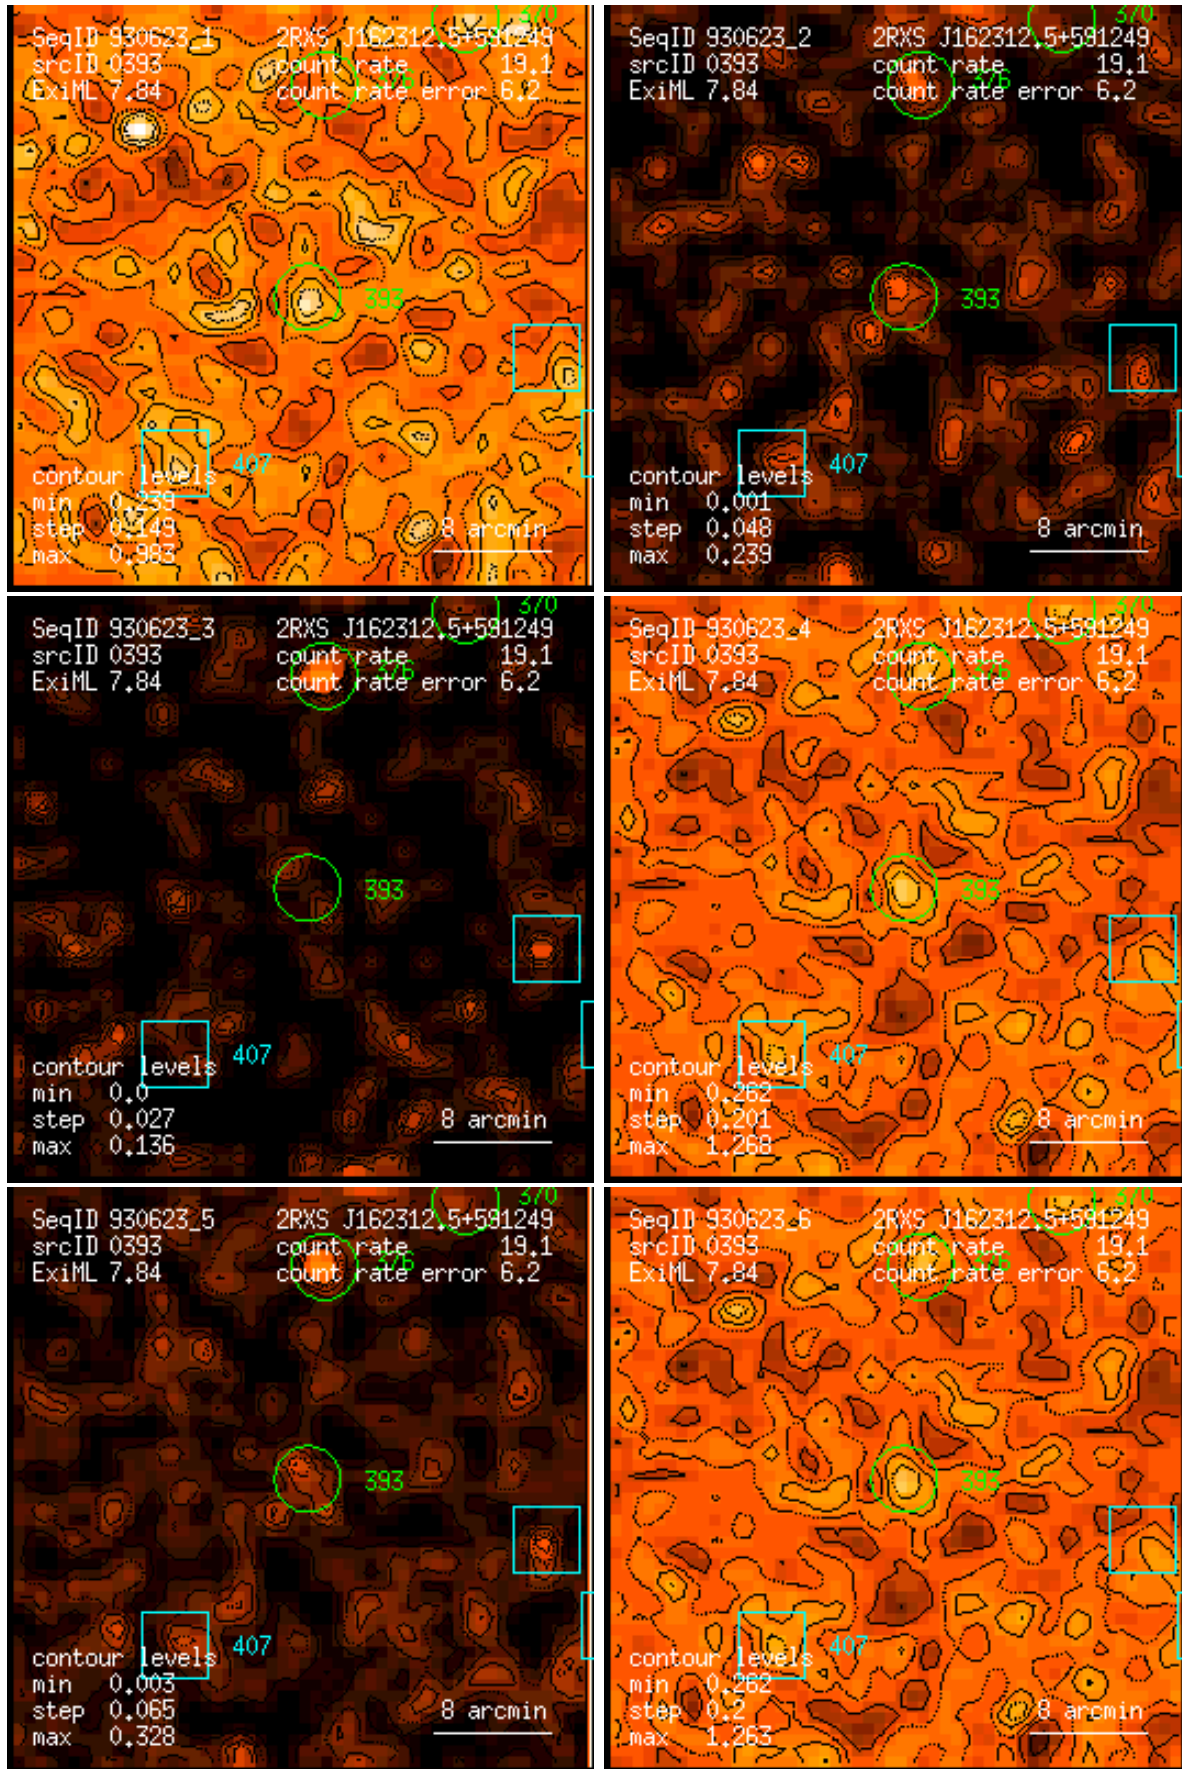 370
SeqID 930623_1 2RXS J162312.5+591249
srcID 0393 count rate 19.1
376
ExiML 7.84 count rate error 6.2
393
407
contour levels
min 0.239
step 0.149 8 arcmin
max 0.983
370
SeqID 930623_2 2RXS J162312.5+591249
srcID 0393 count rate 19.1
376
ExiML 7.84 count rate error 6.2
393
407
contour levels
min 0.001
step 0.048 8 arcmin
max 0.239
370
SeqID 930623_3 2RXS J162312.5+591249
srcID 0393 count rate 19.1
376
ExiML 7.84 count rate error 6.2
393
407
contour levels
min 0.0
step 0.027 8 arcmin
max 0.136
370
SeqID 930623_4 2RXS J162312.5+591249
srcID 0393 count rate 19.1
376
ExiML 7.84 count rate error 6.2
393
407
contour levels
min 0.262
step 0.201 8 arcmin
max 1.268
370
SeqID 930623_5 2RXS J162312.5+591249
srcID 0393 count rate 19.1
376
ExiML 7.84 count rate error 6.2
393
407
contour levels
min 0.003
step 0.065 8 arcmin
max 0.328
370
SeqID 930623_6 2RXS J162312.5+591249
srcID 0393 count rate 19.1
376
ExiML 7.84 count rate error 6.2
393
407
contour levels
min 0.262
step 0.2 8 arcmin
max 1.263